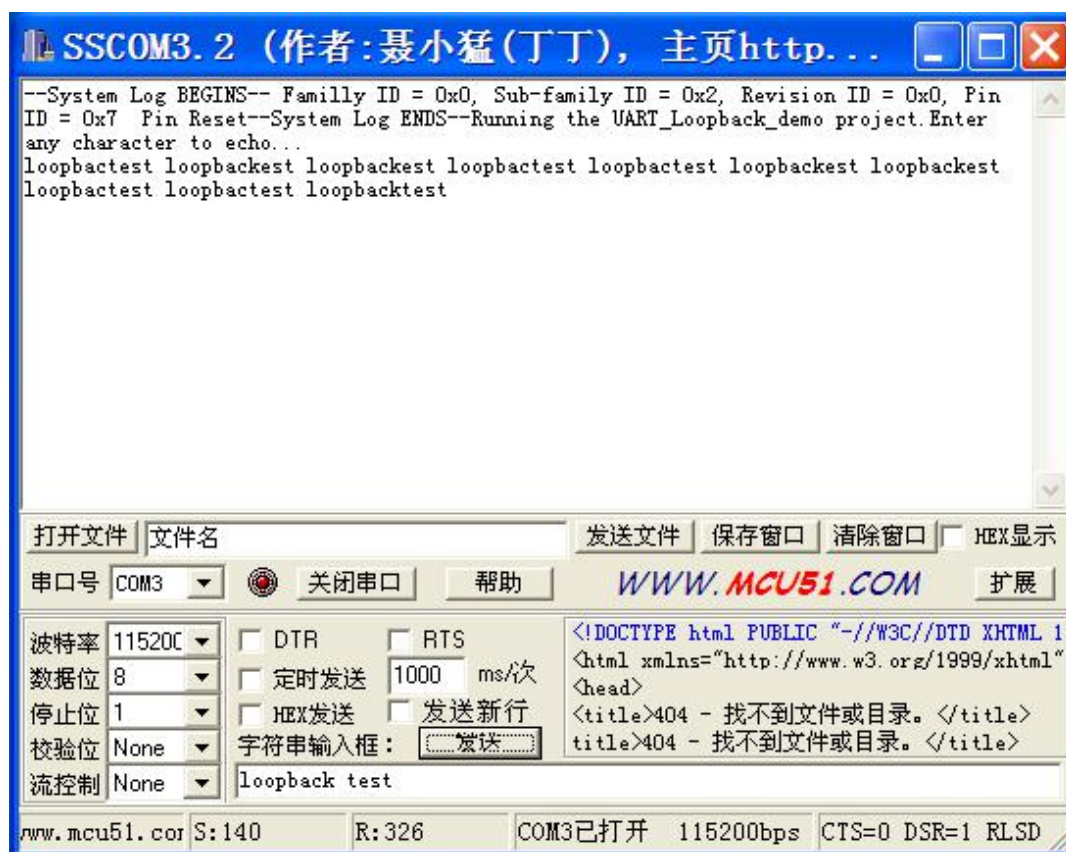 SSCOM3.2 (作者:聂小猛(丁丁), 主页http...
--System Log BEGINS-- Familly ID = 0x0, Sub-family ID = 0x2, Revision ID = 0x0, Pin
ID = 0x7  Pin Reset--System Log ENDS--Running the UART_Loopback_demo project.Enter
any character to echo...
loopbactest loopbackest loopbackest loopbactest loopbactest loopbackest loopbackest
loopbactest loopbactest loopbacktest
打开文件 文件名 发送文件 保存窗口 清除窗口 HEX显示
串口号 COM3 关闭串口 帮助 WWW.MCU51.COM 扩展
波特率 11520 DTR RTS
数据位 8 定时发送 1000 ms/次
停止位 1 HEX发送 发送新行
校验位 None 字符串输入框: 发送
流控制 None loopback test
<!DOCTYPE html PUBLIC "-//W3C//DTD XHTML 1
<html xmlns="http://www.w3.org/1999/xhtml"
<head>
<title>404 - 找不到文件或目录。</title>
title>404 - 找不到文件或目录。</title>
ww.mcu51.cor S:140 R:326 COM3已打开 115200bps CTS=0 DSR=1 RLSD